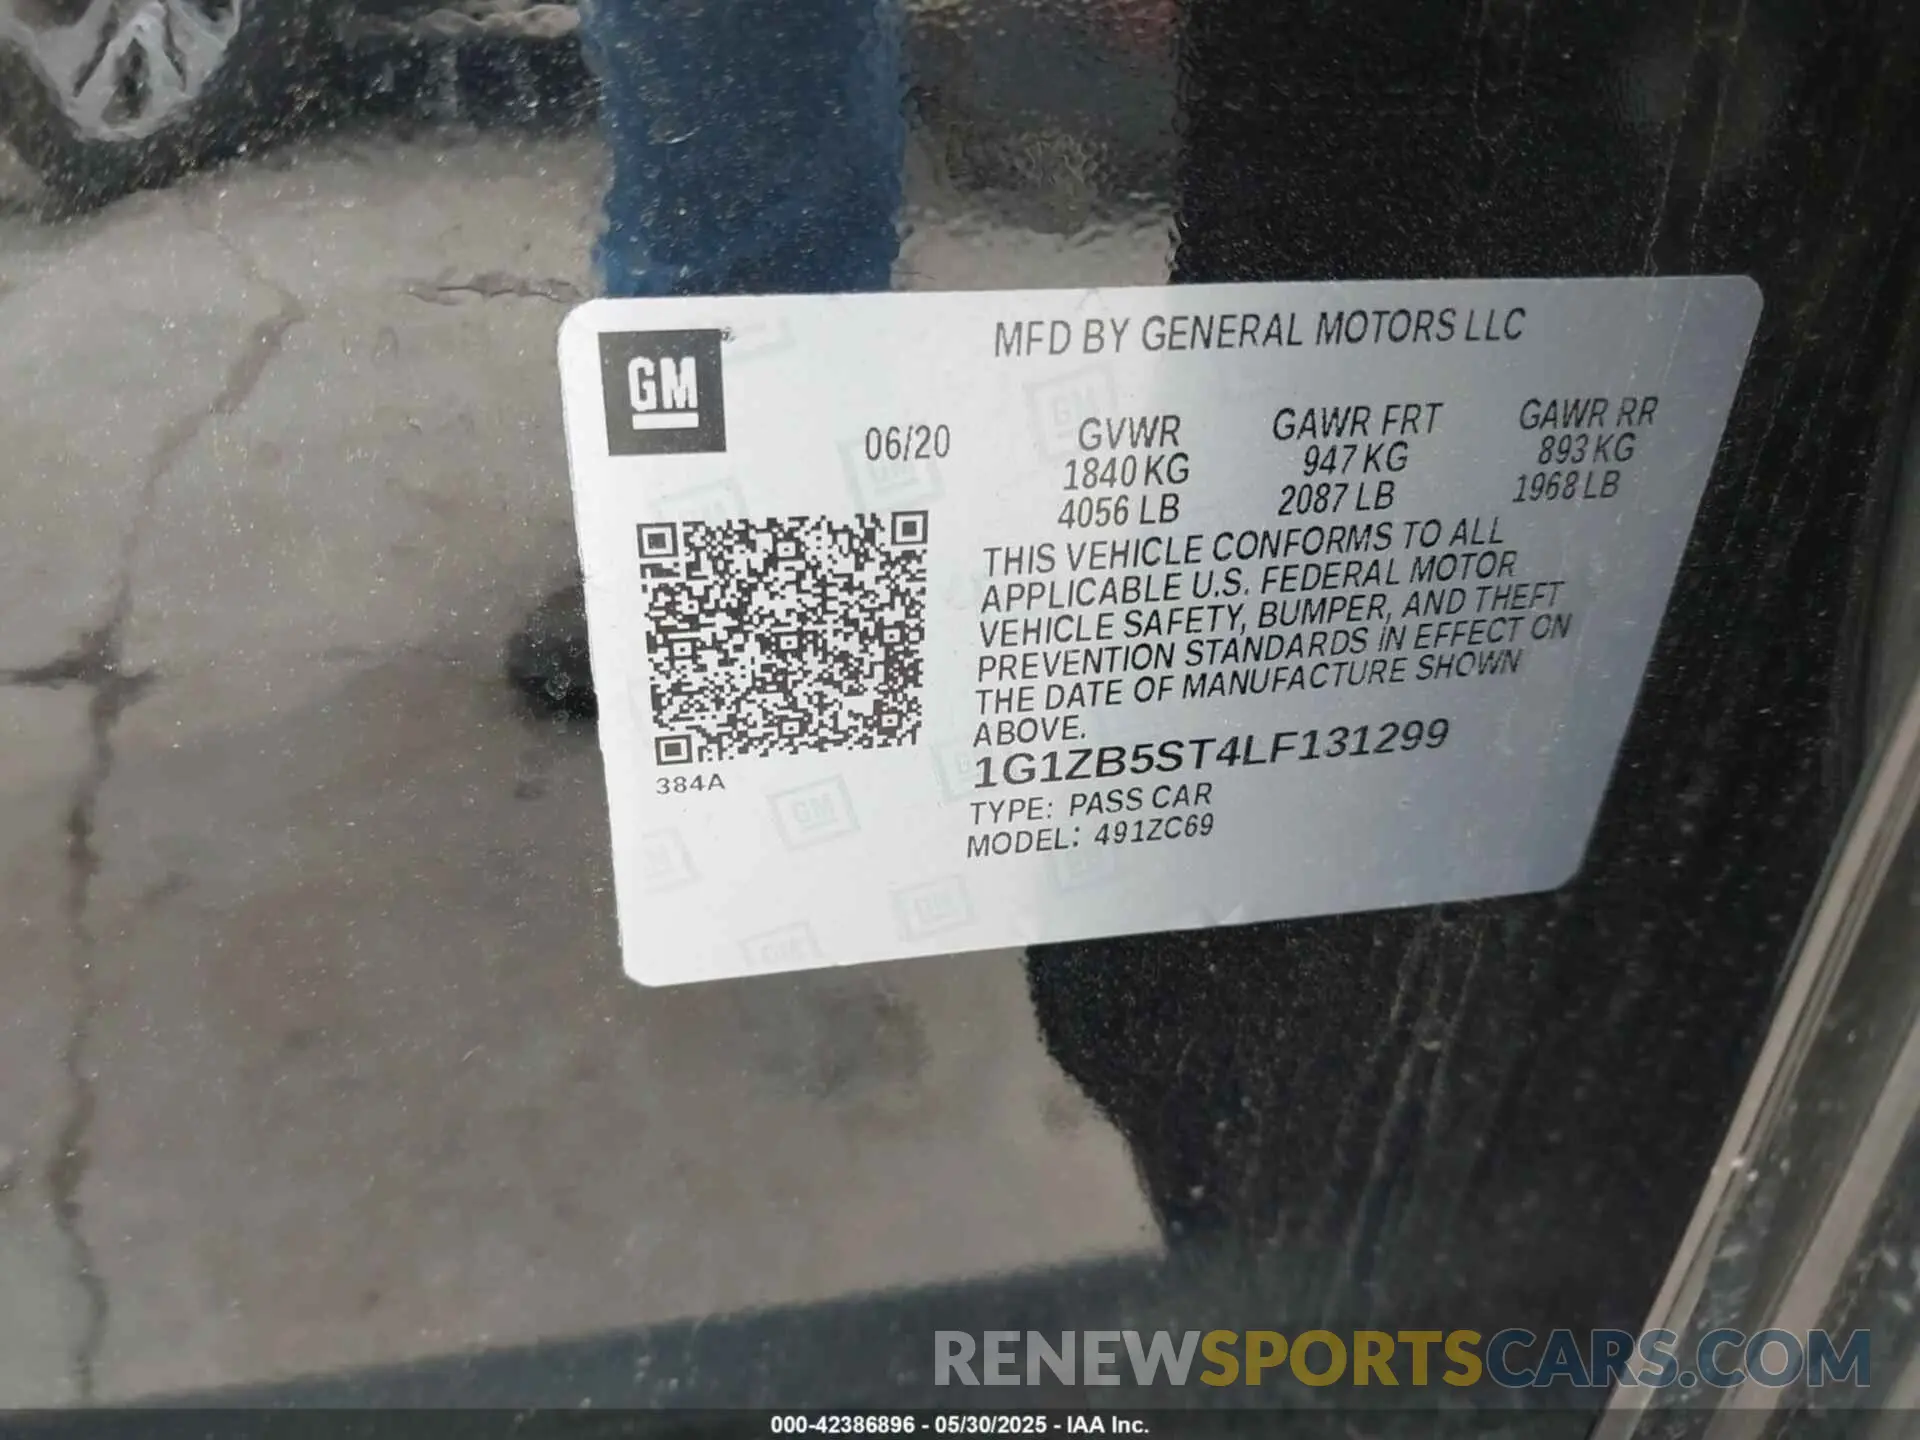 MFD BY GENERAL MOTORS LLC
GM
06/20
GVWR GAWR FRT GAWR RR
1840 KG 947 KG 893 KG
4056 LB 2087 LB 1968 LB
THIS VEHICLE CONFORMS TO ALL
APPLICABLE U.S. FEDERAL MOTOR
VEHICLE SAFETY, BUMPER, AND THEFT
PREVENTION STANDARDS IN EFFECT ON
THE DATE OF MANUFACTURE SHOWN
ABOVE.
1G1ZB5ST4LF131299
384A
TYPE: PASS CAR
MODEL: 491ZC69
RENEWSPORTSCARS.COM
000-42386896 - 05/30/2025 - IAA Inc.